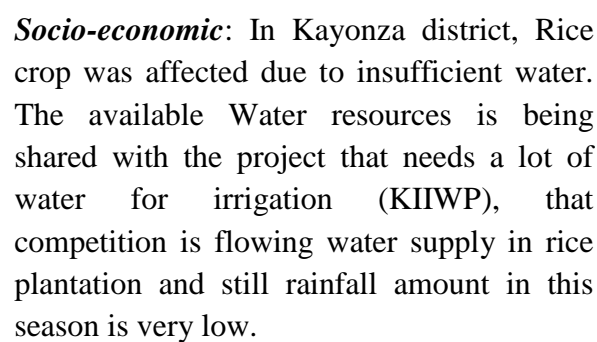 Socio-economic: In Kayonza district, Rice
crop was affected due to insufficient water.
The available Water resources is being
shared with the project that needs a lot of
water for irrigation (KIIWP), that
competition is flowing water supply in rice
plantation and still rainfall amount in this
season is very low.